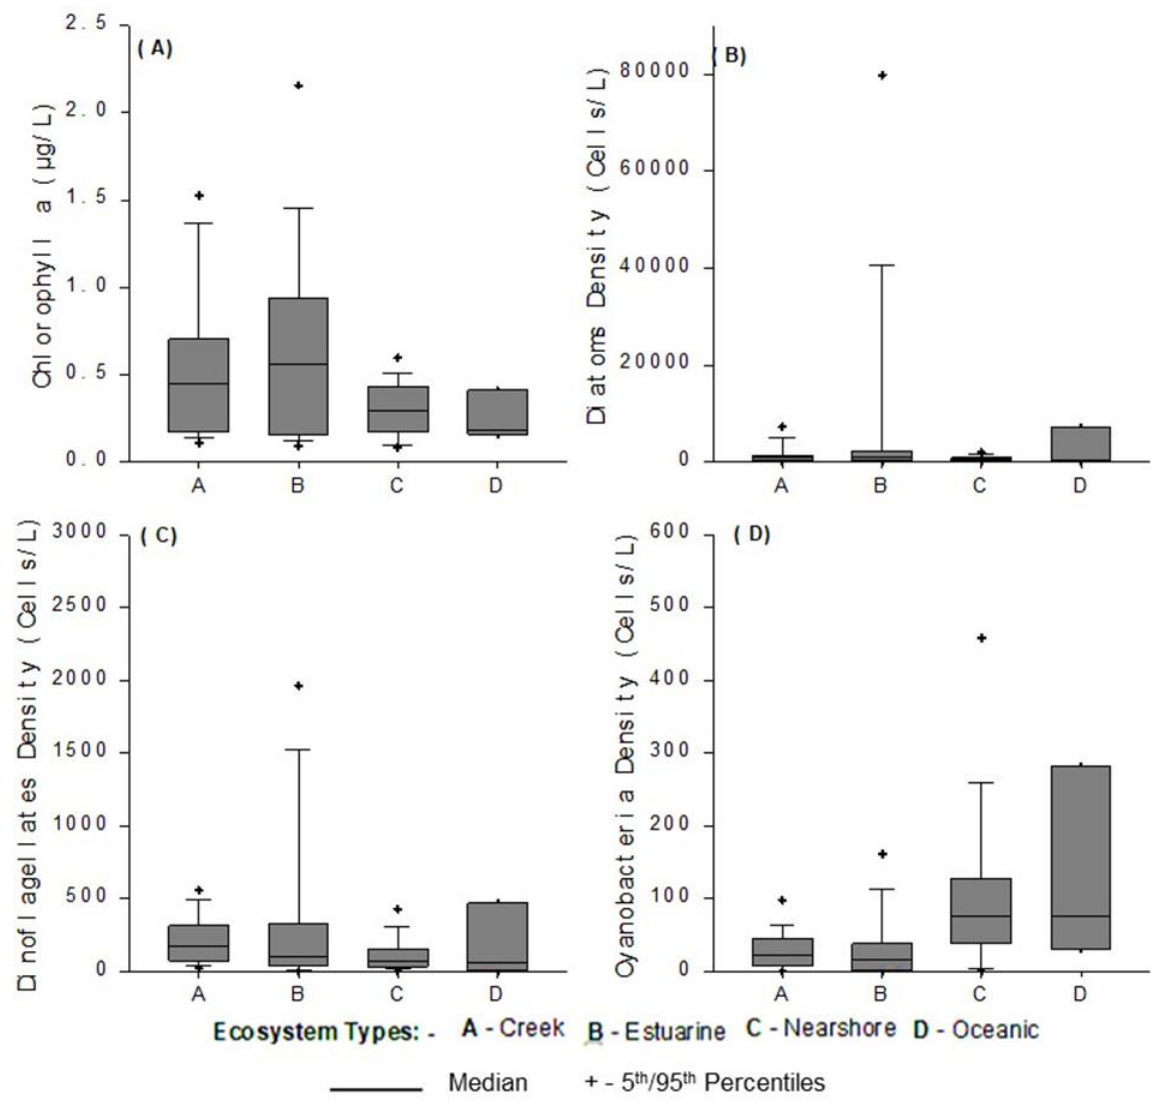 (A)
Chlorophyll a (µg/L)
2.5
2.0
1.5
1.0
0.5
0.0
A B C D
(B)
Diatoms Density (Cells/L)
80000
60000
40000
20000
0
A B C D
(C)
Dinoflagellates Density (Cells/L)
3000
2500
2000
1500
1000
500
0
A B C D
(D)
Cyanobacteria Density (Cells/L)
600
500
400
300
200
100
0
A B C D
Ecosystem Types: - A - Creek B - Estuarine C - Nearshore D - Oceanic
Median + - 5th/95th Percentiles